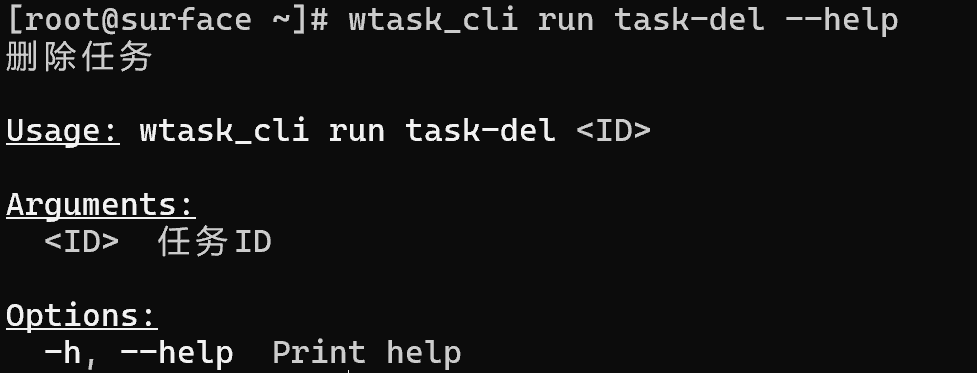 [root@surface ~]# wtask_cli run task-del --help
删除任务
Usage: wtask_cli run task-del <ID>
Arguments:
<ID>  任务ID
Options:
-h, --help  Print help